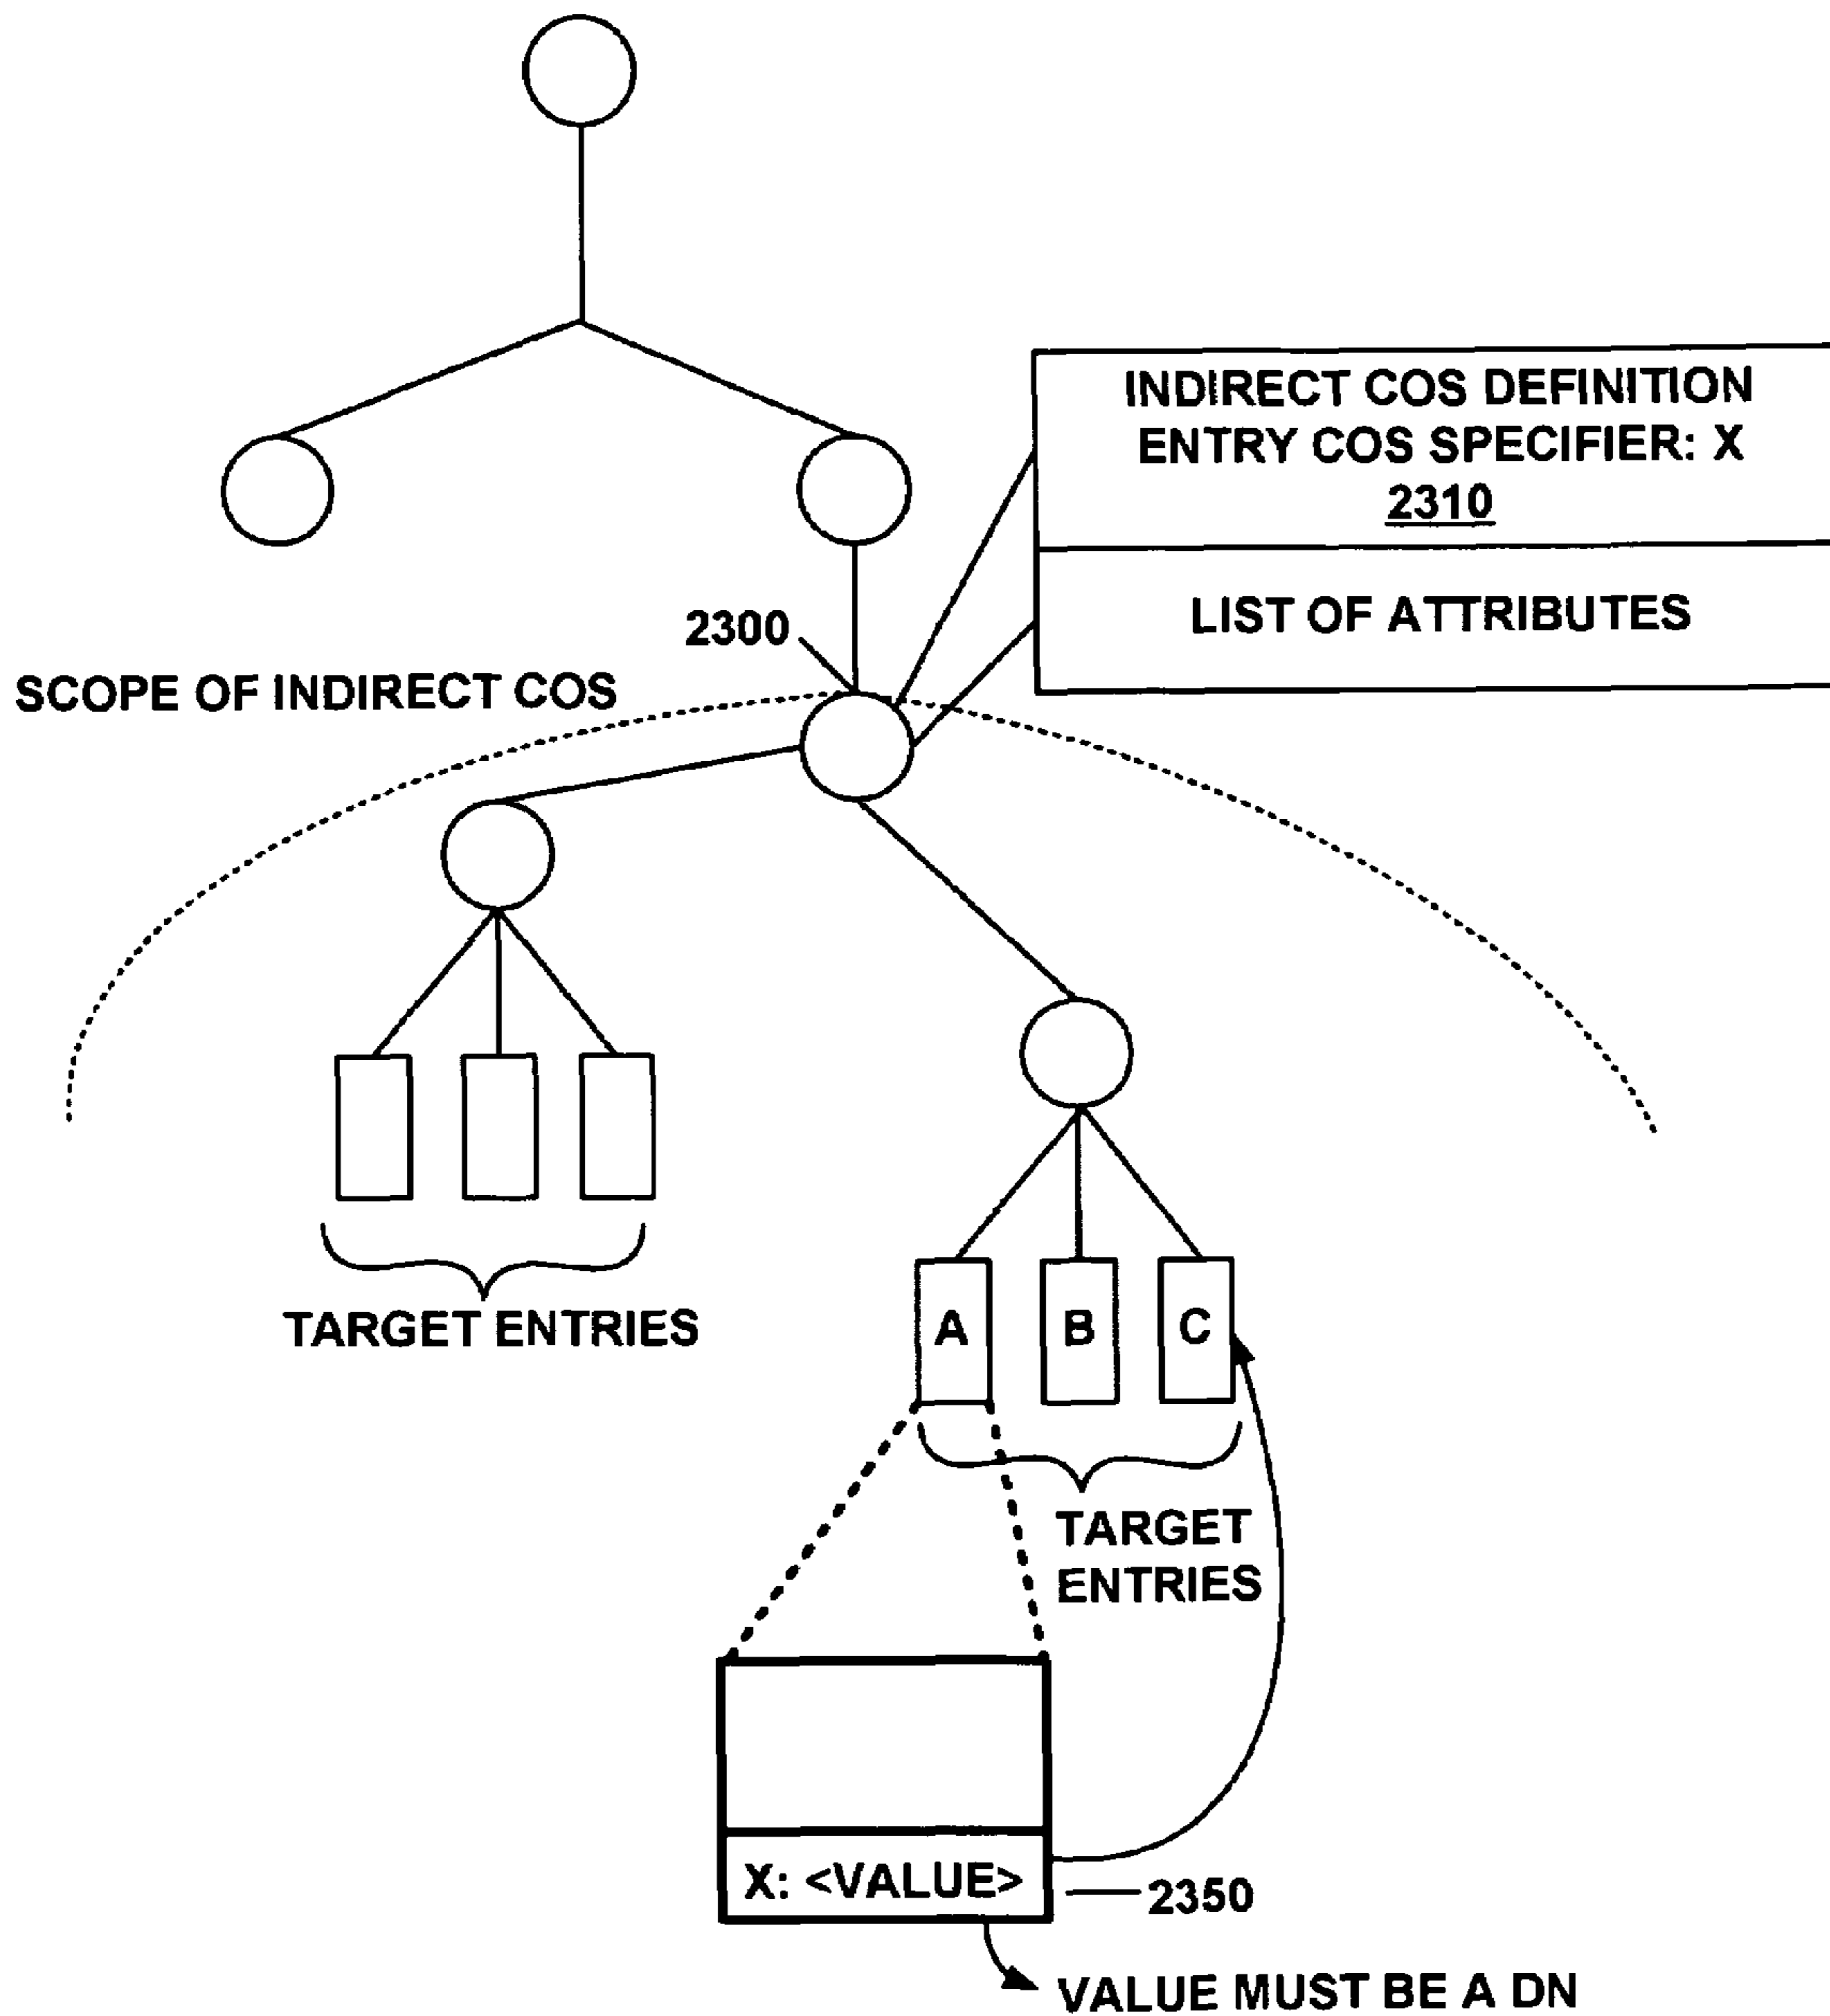 INDIRECT COS DEFINITION
ENTRY COS SPECIFIER: X
2310
LIST OF ATTRIBUTES
2300
SCOPE OF INDIRECT COS
TARGET ENTRIES
A
B
C
TARGET
ENTRIES
X: <VALUE>
2350
VALUE MUST BE A DN